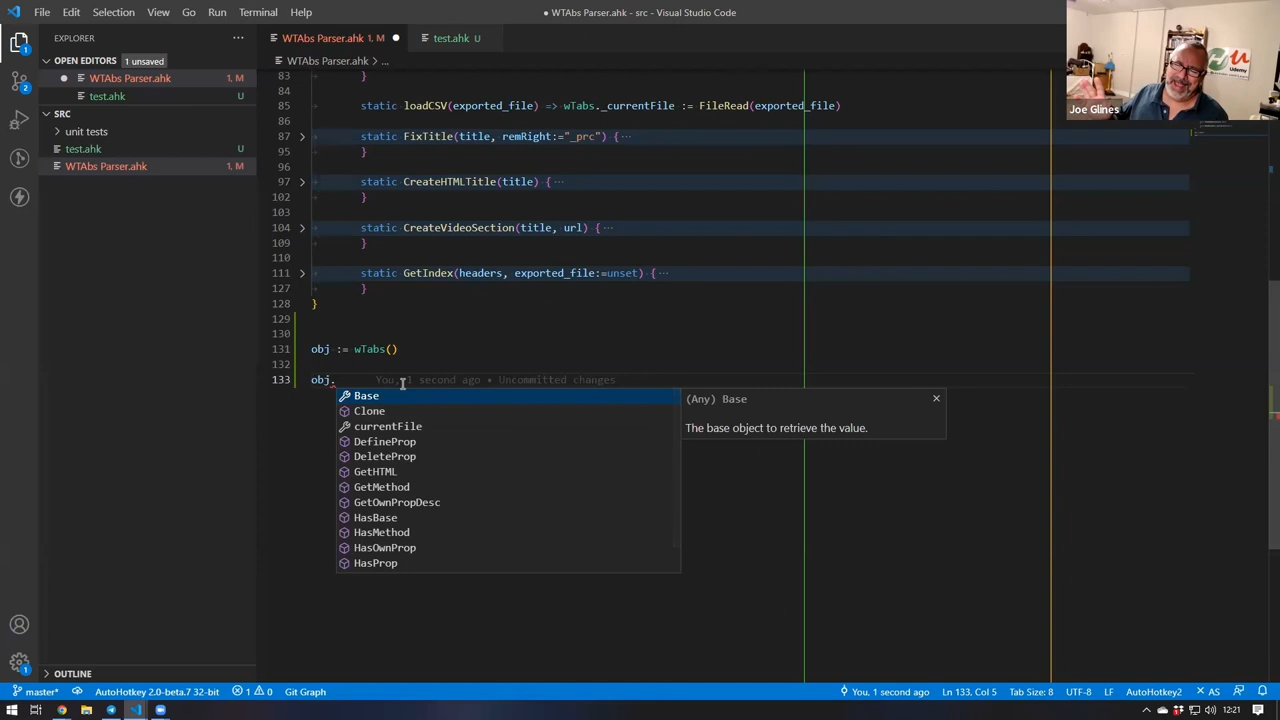 File Edit Selection View Go Run Terminal Help
● WTAbs Parser.ahk - src - Visual Studio Code
EXPLORER
OPEN EDITORS 1 unsaved
WTAbs Parser.ahk 1, M
test.ahk U
SRC
unit tests
test.ahk U
WTAbs Parser.ahk 1, M
OUTLINE
WTAbs Parser.ahk 1, M
test.ahk U
WTAbs Parser.ahk > ...
83 }
84
85 static loadCSV(exported_file) => wTabs._currentFile := FileRead(exported_file)
86
87 static FixTitle(title, remRight:="_prc") { ...
95 }
96
97 static CreateHTMLTitle(title) { ...
102 }
103
104 static CreateVideoSection(title, url) { ...
109 }
110
111 static GetIndex(headers, exported_file:=unset) { ...
127 }
128 }
129
130
131 obj := wTabs()
132
133 obj. You, 1 second ago • Uncommitted changes
Base
Clone
currentFile
DefineProp
DeleteProp
GetHTML
GetMethod
GetOwnPropDesc
HasBase
HasMethod
HasOwnProp
HasProp
(Any) Base
The base object to retrieve the value.
Joe Glines
Udemy
master* AutoHotkey 2.0-beta.7 32-bit 1 0 Git Graph
You, 1 second ago Ln 133, Col 5 Tab Size: 8 UTF-8 LF AutoHotkey2 AS
12:21